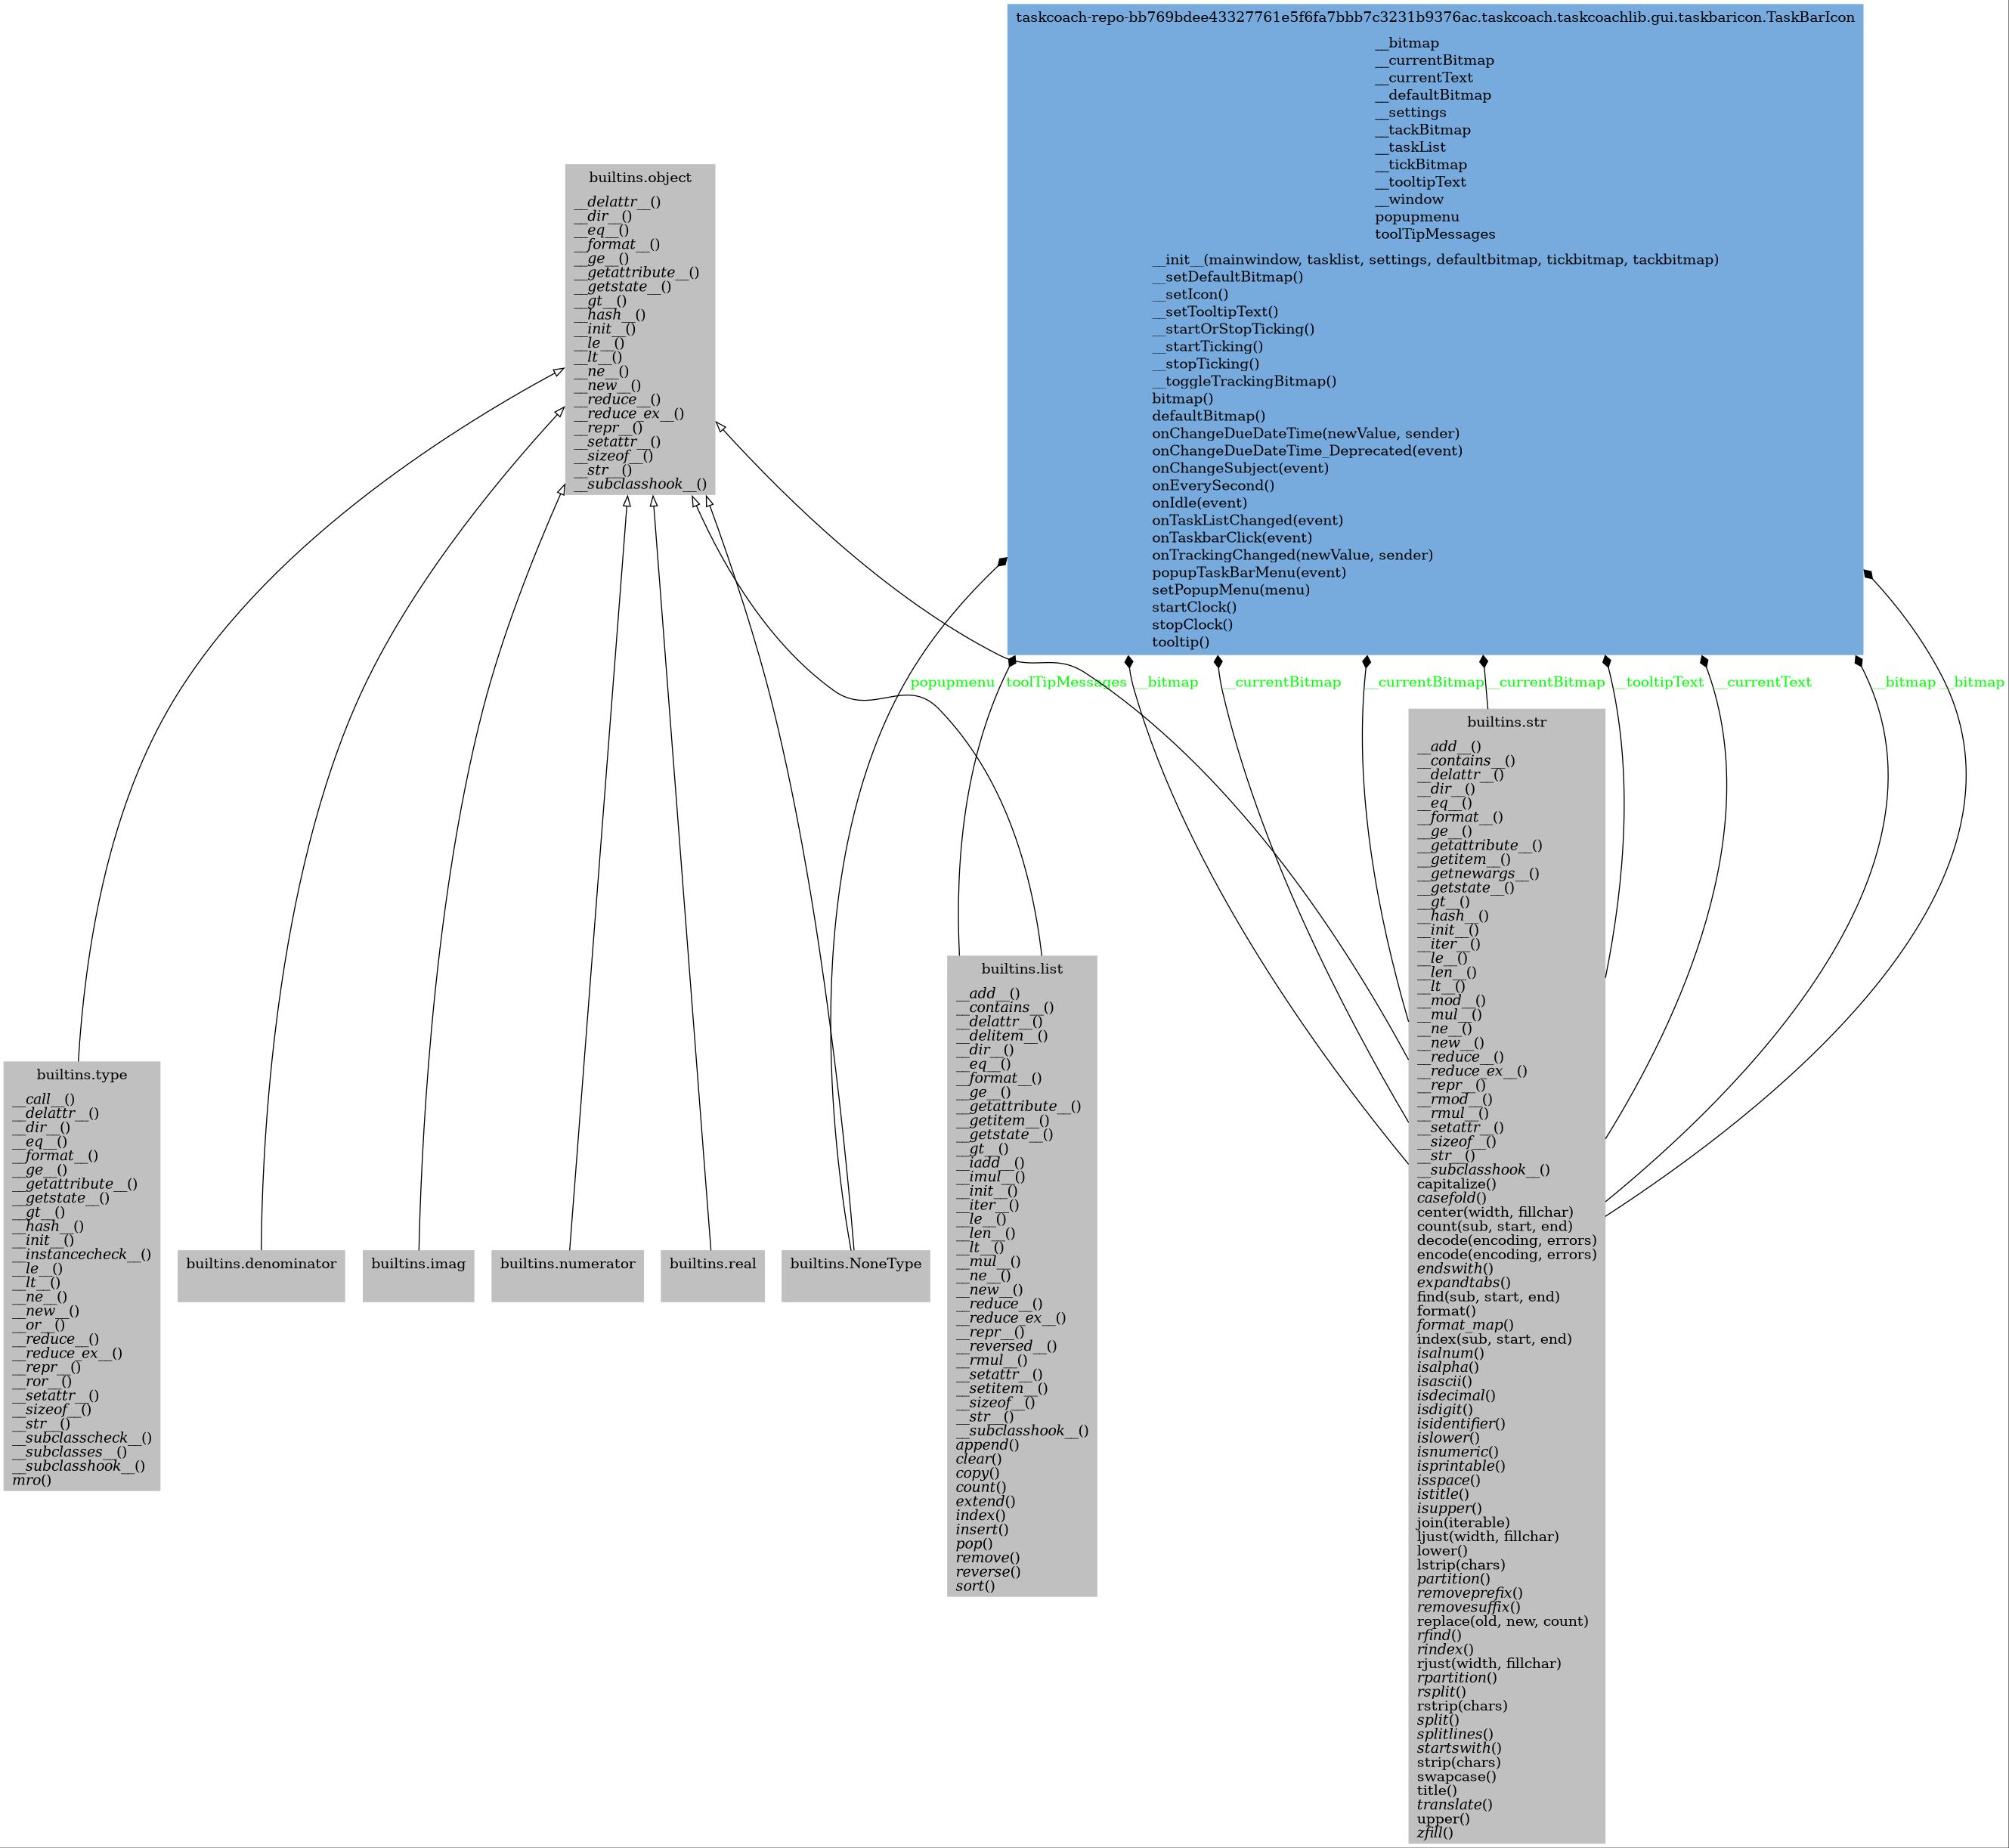 taskcoach-repo-bb769bdee43327761e5f6fa7bbb7c3231b9376ac.taskcoach.taskcoachlib.gui.taskbaricon.TaskBarIcon
__bitmap
__currentBitmap
__currentText
__defaultBitmap
__settings
__tackBitmap
__taskList
__tickBitmap
__tooltipText
__window
popupmenu
toolTipMessages
__init__(mainwindow, tasklist, settings, defaultbitmap, tickbitmap, tackbitmap)
__setDefaultBitmap()
__setIcon()
__setTooltipText()
__startOrStopTicking()
__startTicking()
__stopTicking()
__toggleTrackingBitmap()
bitmap()
defaultBitmap()
onChangeDueDateTime(newValue, sender)
onChangeDueDateTime_Deprecated(event)
onChangeSubject(event)
onEverySecond()
onIdle(event)
onTaskListChanged(event)
onTaskbarClick(event)
onTrackingChanged(newValue, sender)
popupTaskBarMenu(event)
setPopupMenu(menu)
startClock()
stopClock()
tooltip()
builtins.object
__delattr__()
__dir__()
__eq__()
__format__()
__ge__()
__getattribute__()
__getstate__()
__gt__()
__hash__()
__init__()
__le__()
__lt__()
__ne__()
__new__()
__reduce__()
__reduce_ex__()
__repr__()
__setattr__()
__sizeof__()
__str__()
__subclasshook__()
popupmenu
toolTipMessages
__bitmap
__currentBitmap
__currentBitmap
__currentBitmap
__tooltipText
__currentText
__bitmap
__bitmap
builtins.type
__call__()
__delattr__()
__dir__()
__eq__()
__format__()
__ge__()
__getattribute__()
__getstate__()
__gt__()
__hash__()
__init__()
__instancecheck__()
__le__()
__lt__()
__ne__()
__new__()
__or__()
__reduce__()
__reduce_ex__()
__repr__()
__ror__()
__setattr__()
__sizeof__()
__str__()
__subclasscheck__()
__subclasses__()
__subclasshook__()
mro()
builtins.denominator
builtins.imag
builtins.numerator
builtins.real
builtins.NoneType
builtins.list
__add__()
__contains__()
__delattr__()
__delitem__()
__dir__()
__eq__()
__format__()
__ge__()
__getattribute__()
__getitem__()
__getstate__()
__gt__()
__iadd__()
__imul__()
__init__()
__iter__()
__le__()
__len__()
__lt__()
__mul__()
__ne__()
__new__()
__reduce__()
__reduce_ex__()
__repr__()
__reversed__()
__rmul__()
__setattr__()
__setitem__()
__sizeof__()
__str__()
__subclasshook__()
append()
clear()
copy()
count()
extend()
index()
insert()
pop()
remove()
reverse()
sort()
builtins.str
__add__()
__contains__()
__delattr__()
__dir__()
__eq__()
__format__()
__ge__()
__getattribute__()
__getitem__()
__getnewargs__()
__getstate__()
__gt__()
__hash__()
__init__()
__iter__()
__le__()
__len__()
__lt__()
__mod__()
__mul__()
__ne__()
__new__()
__reduce__()
__reduce_ex__()
__repr__()
__rmod__()
__rmul__()
__setattr__()
__sizeof__()
__str__()
__subclasshook__()
capitalize()
casefold()
center(width, fillchar)
count(sub, start, end)
decode(encoding, errors)
encode(encoding, errors)
endswith()
expandtabs()
find(sub, start, end)
format()
format_map()
index(sub, start, end)
isalnum()
isalpha()
isascii()
isdecimal()
isdigit()
isidentifier()
islower()
isnumeric()
isprintable()
isspace()
istitle()
isupper()
join(iterable)
ljust(width, fillchar)
lower()
lstrip(chars)
partition()
removeprefix()
removesuffix()
replace(old, new, count)
rfind()
rindex()
rjust(width, fillchar)
rpartition()
rsplit()
rstrip(chars)
split()
splitlines()
startswith()
strip(chars)
swapcase()
title()
translate()
upper()
zfill()